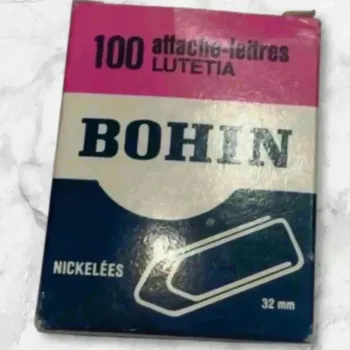 100 attache-lettres
LUTETIA
BOHIN
NICKELÉES
32 mm